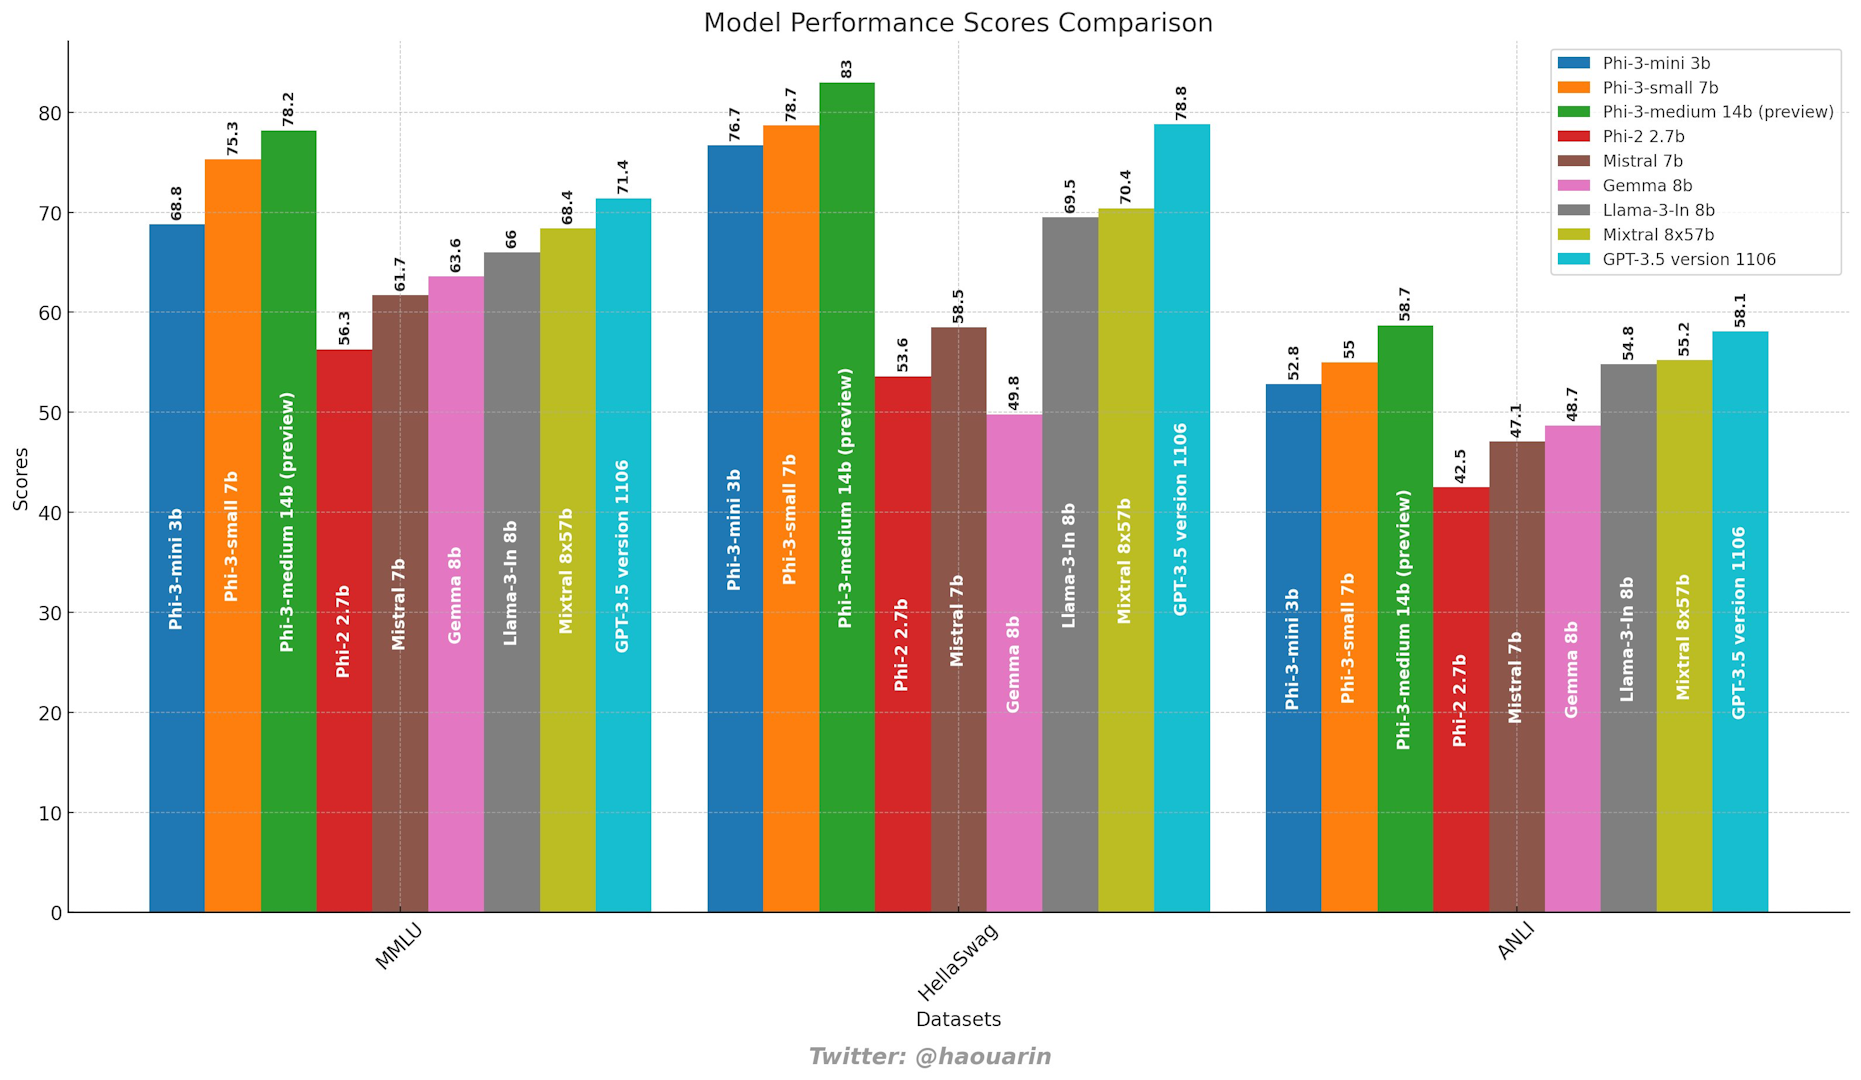 Model Performance Scores Comparison
Phi-3-mini 3b
Phi-3-small 7b
Phi-3-medium 14b (preview)
Phi-2 2.7b
Mistral 7b
Gemma 8b
Llama-3-In 8b
Mixtral 8x57b
GPT-3.5 version 1106
Scores
80
70
60
50
40
30
20
10
0
68.8
75.3
78.2
56.3
61.7
63.6
66
68.4
71.4
Phi-3-mini 3b
Phi-3-small 7b
Phi-3-medium 14b (preview)
Phi-2 2.7b
Mistral 7b
Gemma 8b
Llama-3-In 8b
Mixtral 8x57b
GPT-3.5 version 1106
76.7
78.7
83
53.6
58.5
49.8
69.5
70.4
78.8
Phi-3-mini 3b
Phi-3-small 7b
Phi-3-medium 14b (preview)
Phi-2 2.7b
Mistral 7b
Gemma 8b
Llama-3-In 8b
Mixtral 8x57b
GPT-3.5 version 1106
52.8
55
58.7
42.5
47.1
48.7
54.8
55.2
58.1
Phi-3-mini 3b
Phi-3-small 7b
Phi-3-medium 14b (preview)
Phi-2 2.7b
Mistral 7b
Gemma 8b
Llama-3-In 8b
Mixtral 8x57b
GPT-3.5 version 1106
MMLU
HellaSwag
ANLI
Datasets
Twitter: @haouarin